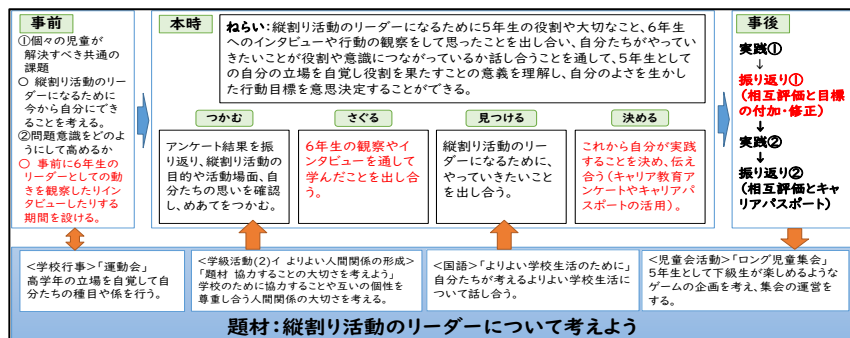 事前
①個々の児童が
解決すべき共通の
課題
○ 縦割り活動のリー
ダーになるために
今から自分にでき
ることを考える。
②問題意識をどのよ
うにして高めるか
○ 事前に6年生の
リーダーとしての動
きを観察したりイン
タビューしたりする
期間を設ける。
本時
ねらい:縦割り活動のリーダーになるために5年生の役割や大切なこと、6年生
へのインタビューや行動の観察をして思ったことを出し合い、自分たちがやってい
きたいことが役割や意識につながっているか話し合うことを通して、5年生として
の自分の立場を自覚し役割を果たすことの意義を理解し、自分のよさを生かし
た行動目標を意思決定することができる。
つかむ
アンケート結果を振
り返り、縦割り活動の
目的や活動場面、自
分たちの思いを確認
し、めあてをつかむ。
さぐる
6年生の観察やイ
ンタビューを通して
学んだことを出し合
う。
見つける
縦割り活動のリー
ダーになるために、
やっていきたいこと
を出し合う。
決める
これから自分が実践
することを決め、伝え
合う(キャリア教育ア
ンケートやキャリアパ
スポートの活用)。
事後
実践①
↓
振り返り①
(相互評価と目標
の付加・修正)
↓
実践②
↓
振り返り②
(相互評価とキャ
リアパスポート)
<学校行事>「運動会」
高学年の立場を自覚して自
分たちの種目や係を行う。
<学級活動(2)イ よりよい人間関係の形成>
「題材 協力することの大切さを考えよう」
学校のために協力することや互いの個性を
尊重し合う人間関係の大切さを考える。
<国語>「よりよい学校生活のために」
自分たちが考えるよりよい学校生活に
ついて話し合う。
<児童会活動>「ロング児童集会」
5年生として下級生が楽しめるような
ゲームの企画を考え、集会の運営を
する。
題材:縦割り活動のリーダーについて考えよう